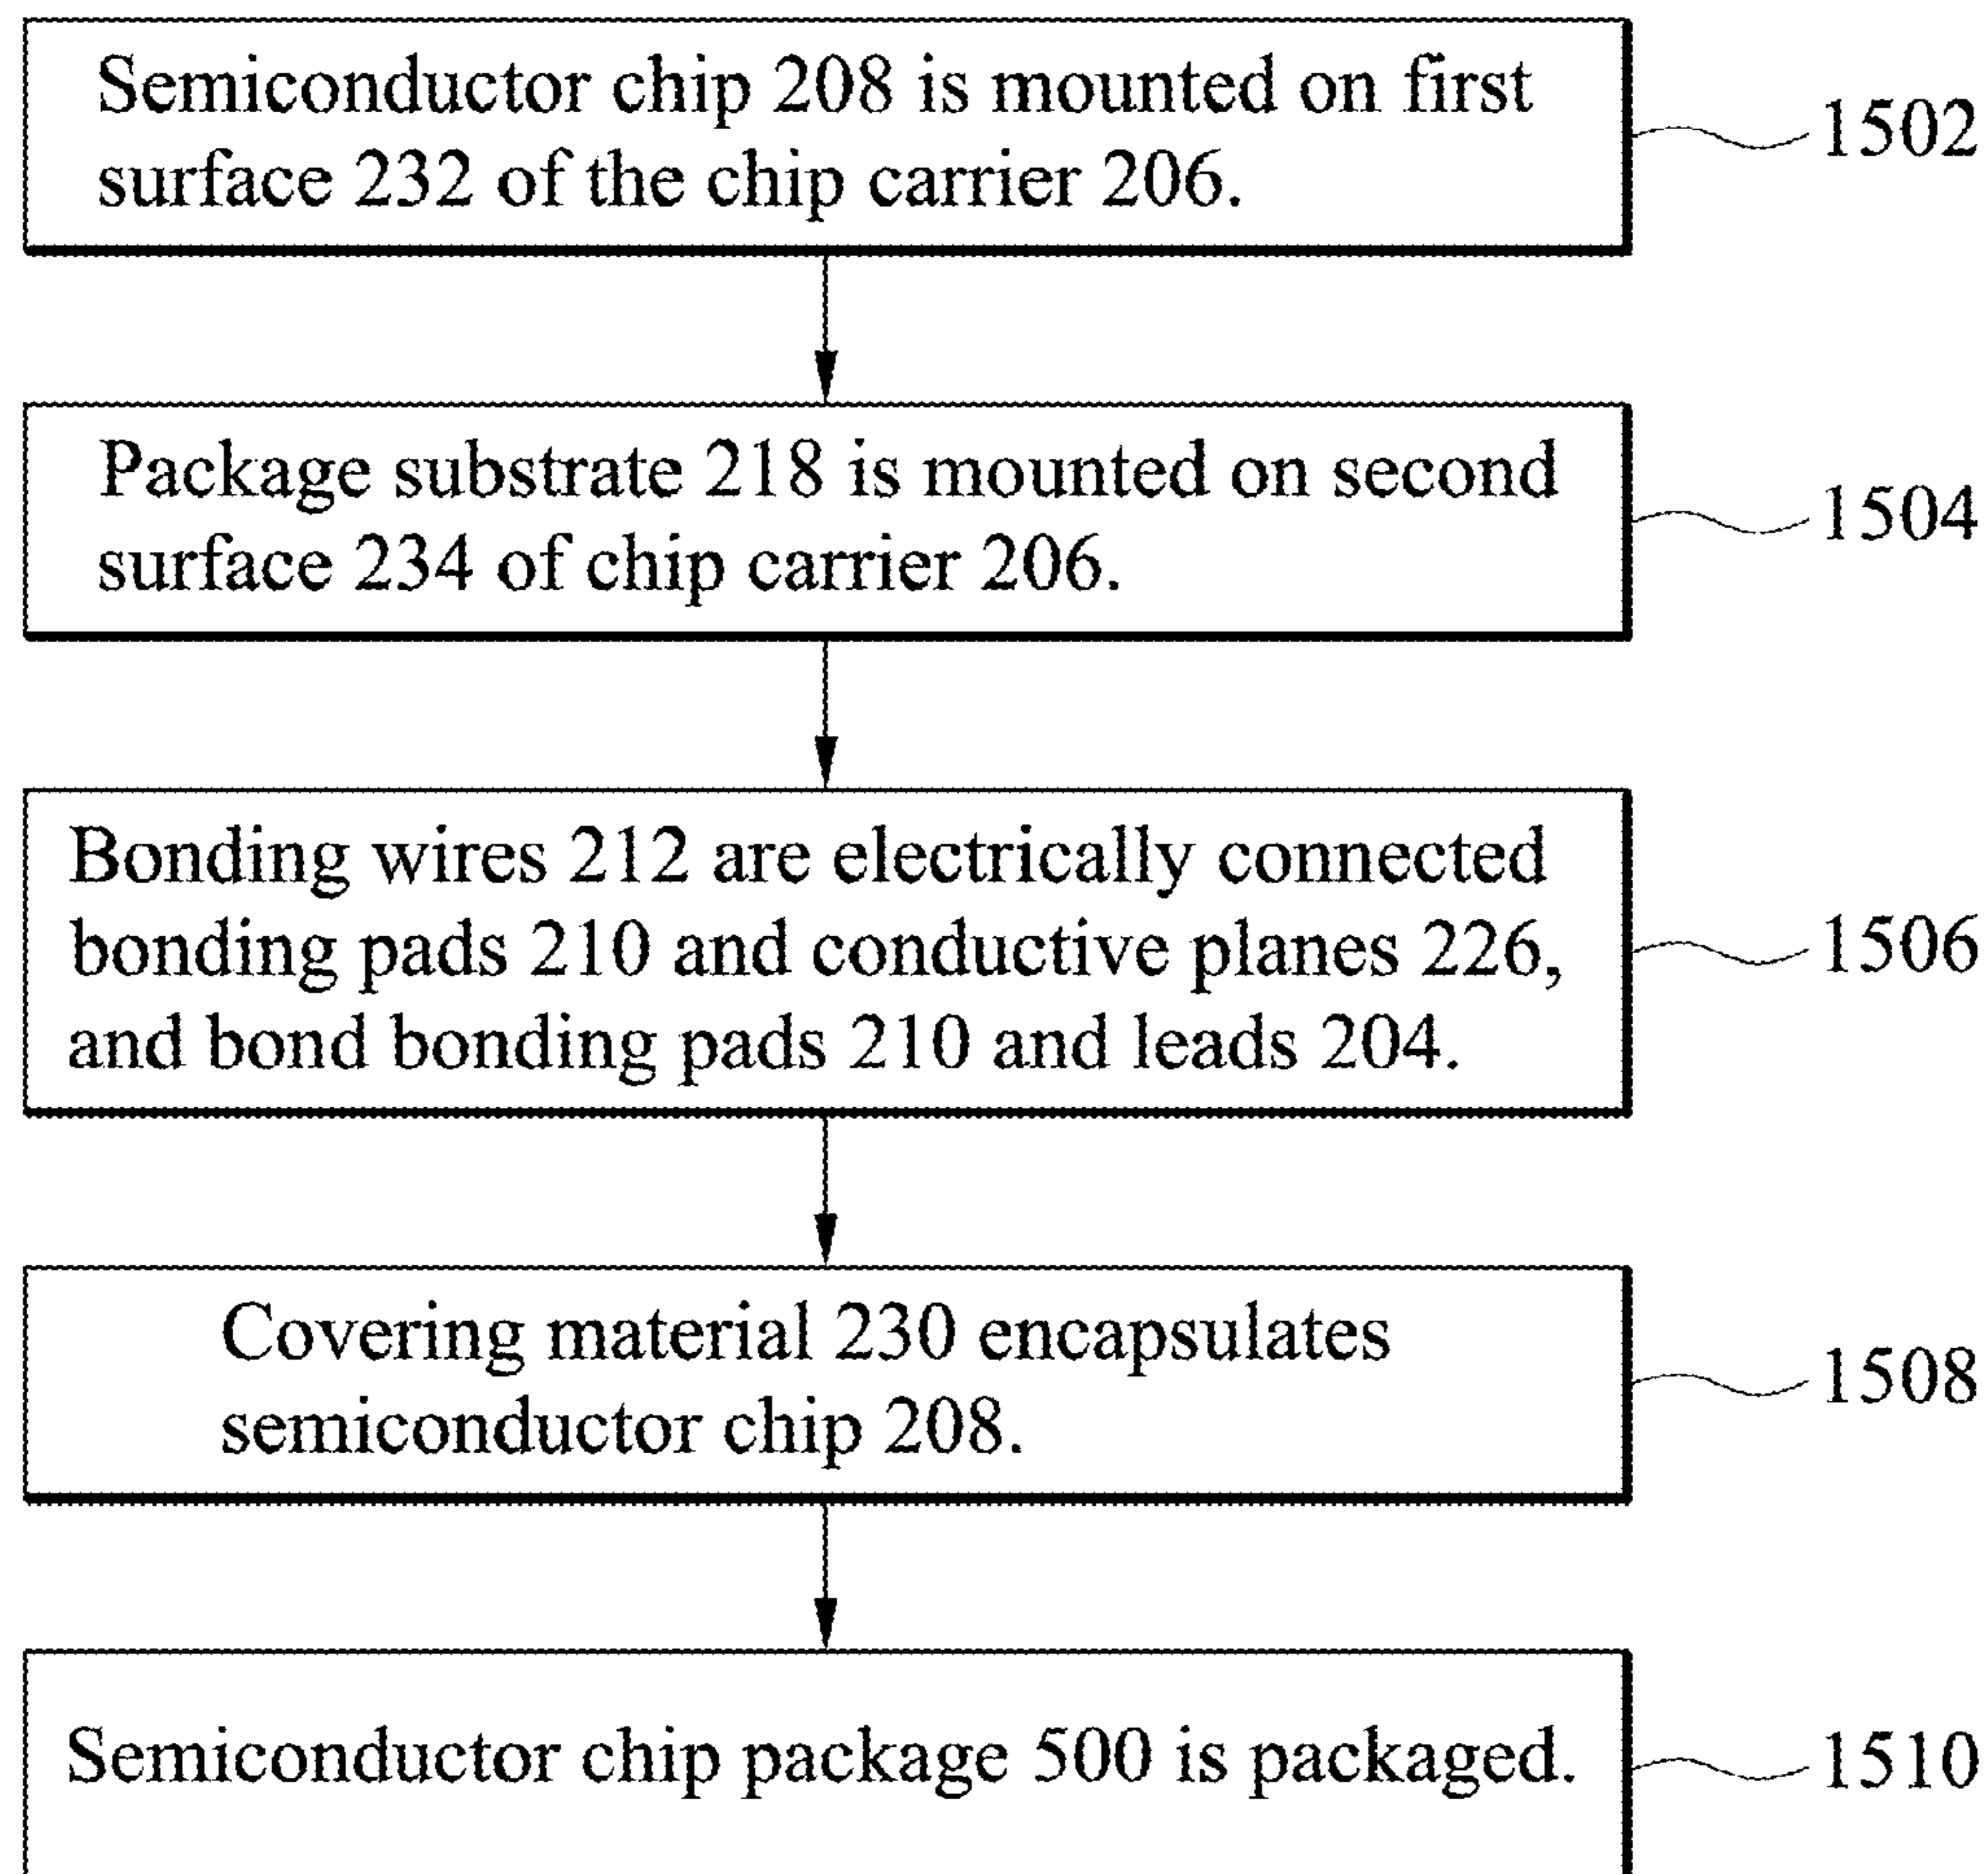 Semiconductor chip 208 is mounted on first
surface 232 of the chip carrier 206.
1502
Package substrate 218 is mounted on second
surface 234 of chip carrier 206.
1504
Bonding wires 212 are electrically connected
bonding pads 210 and conductive planes 226,
and bond bonding pads 210 and leads 204.
1506
Covering material 230 encapsulates
semiconductor chip 208.
1508
Semiconductor chip package 500 is packaged.
1510